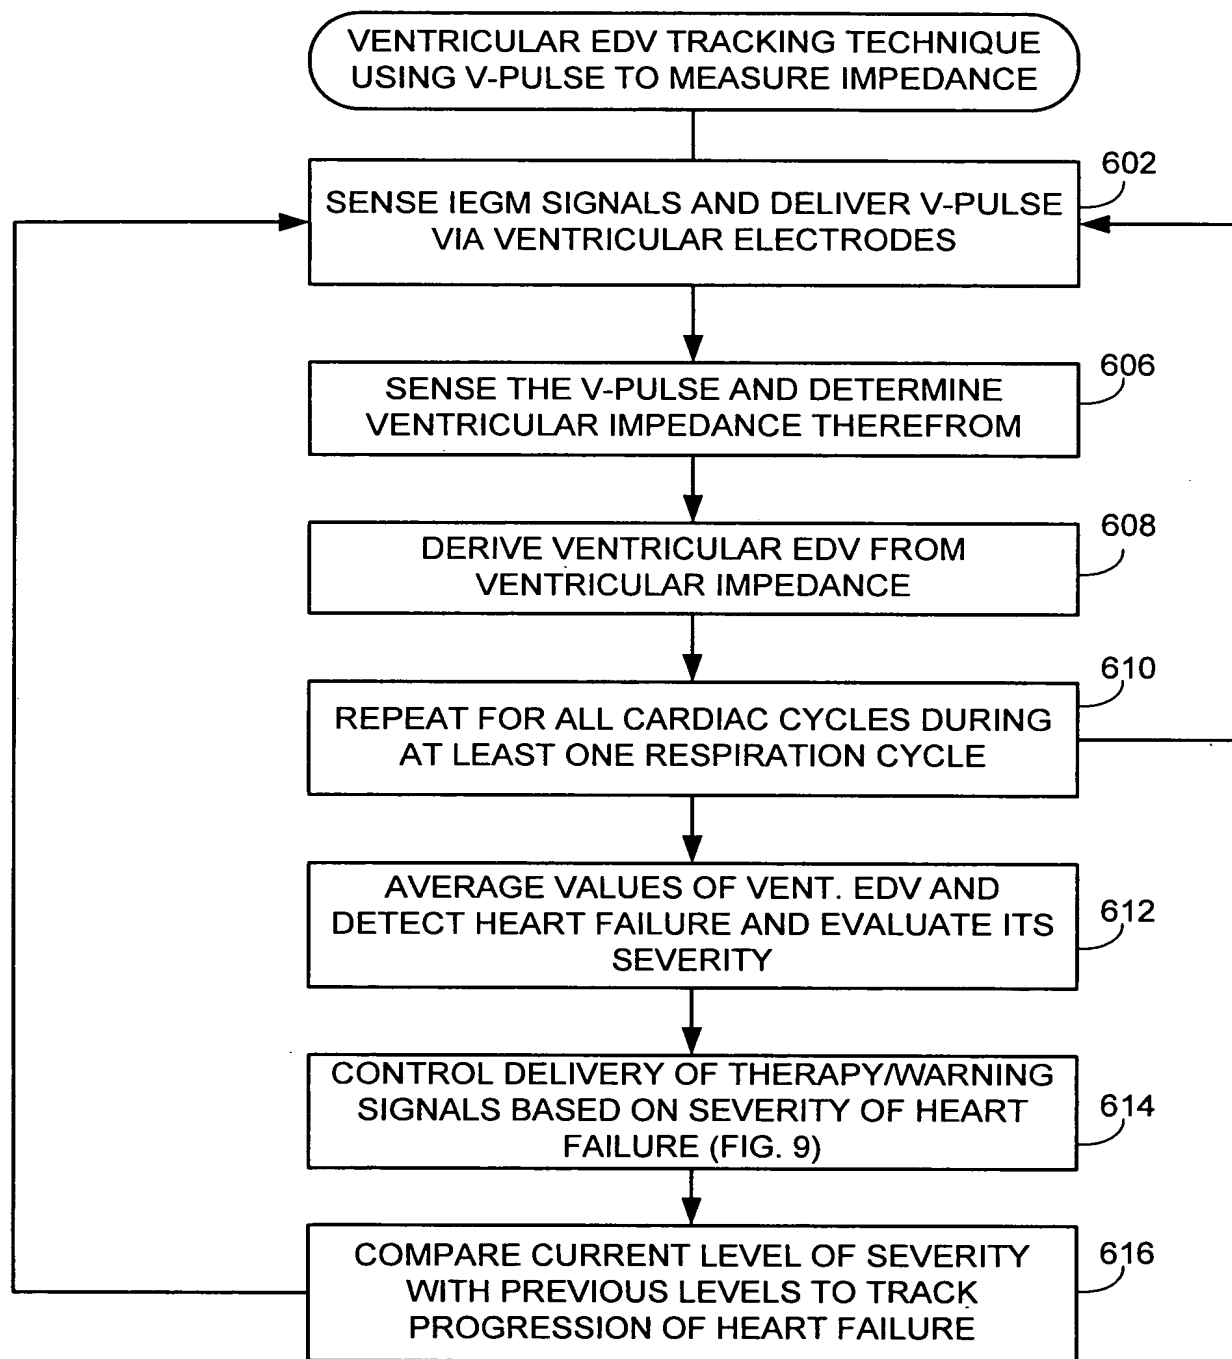 VENTRICULAR EDV TRACKING TECHNIQUE
USING V-PULSE TO MEASURE IMPEDANCE
602
SENSE IEGM SIGNALS AND DELIVER V-PULSE
VIA VENTRICULAR ELECTRODES
606
SENSE THE V-PULSE AND DETERMINE
VENTRICULAR IMPEDANCE THEREFROM
608
DERIVE VENTRICULAR EDV FROM
VENTRICULAR IMPEDANCE
610
REPEAT FOR ALL CARDIAC CYCLES DURING
AT LEAST ONE RESPIRATION CYCLE
AVERAGE VALUES OF VENT. EDV AND
DETECT HEART FAILURE AND EVALUATE ITS
SEVERITY
612
CONTROL DELIVERY OF THERAPY/WARNING
SIGNALS BASED ON SEVERITY OF HEART
FAILURE (FIG. 9)
614
COMPARE CURRENT LEVEL OF SEVERITY
WITH PREVIOUS LEVELS TO TRACK
PROGRESSION OF HEART FAILURE
616